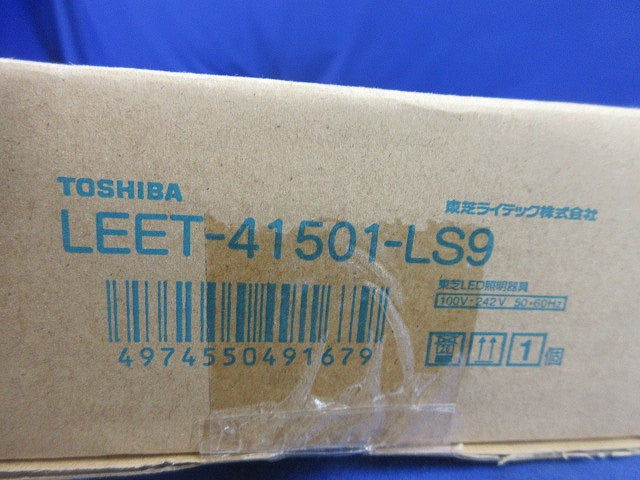 TOSHIBA
東芝ライテック株式会社
LEET-41501-LS9
東芝LED照明器具
100V-242V 50・60Hz
4974550491679
1個